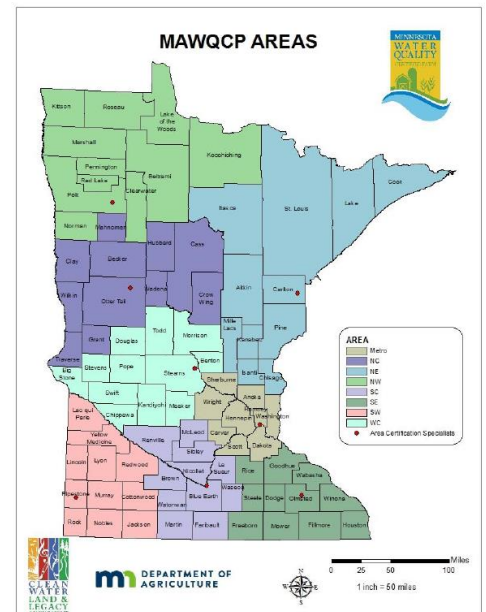 MAWQCP AREAS
MINNESOTA
WATER
QUALITY
Kittson
Roseau
Lake
of the
Woods
Marshall
Koochiching
Pennington
Red Lake
Beltrami
Polk
Clearwater
Cook
Lake
St. Louis
Itasca
Norman
Mahnomen
Hubbard
Cass
Clay
Becker
Aitkin
Carlton
Wilkin
Otter Tail
Wadena
Crow
Wing
Pine
Mille
Lacs
Kanabec
Todd
Morrison
Grant
Douglas
Traverse
Big
Stone
Stevens
Pope
Stearns
Benton
Isanti
Chisago
Sherburne
Swift
Kandiyohi
Meeker
Wright
Anoka
Ramsey
Washington
Hennepin
Chippewa
Lac qui
Parle
Yellow
Medicine
Renville
McLeod
Carver
Scott
Dakota
Sibley
Lincoln
Lyon
Redwood
Nicollet
Le
Sueur
Rice
Goodhue
Wabasha
Brown
Pipestone
Murray
Cottonwood
Watonwan
Blue Earth
Waseca
Steele
Dodge
Olmsted
Winona
Rock
Nobles
Jackson
Martin
Faribault
Freeborn
Mower
Fillmore
Houston
AREA
Metro
NC
NE
NW
SC
SE
SW
WC
Area Certification Specialists
CLEAN
WATER
LAND &
LEGACY
DEPARTMENT OF
AGRICULTURE
N
E
S
W
Miles
0
25
50
100
1 inch = 50 miles